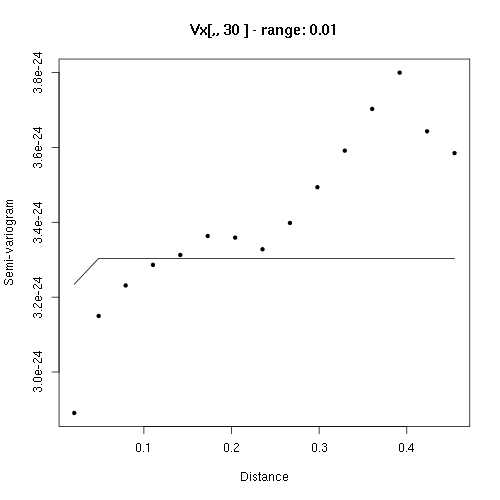 Vx[,, 30 ] - range: 0.01
3.8e-24
3.6e-24
3.4e-24
3.2e-24
3.0e-24
Semi-variogram
0.1 0.2 0.3 0.4
Distance